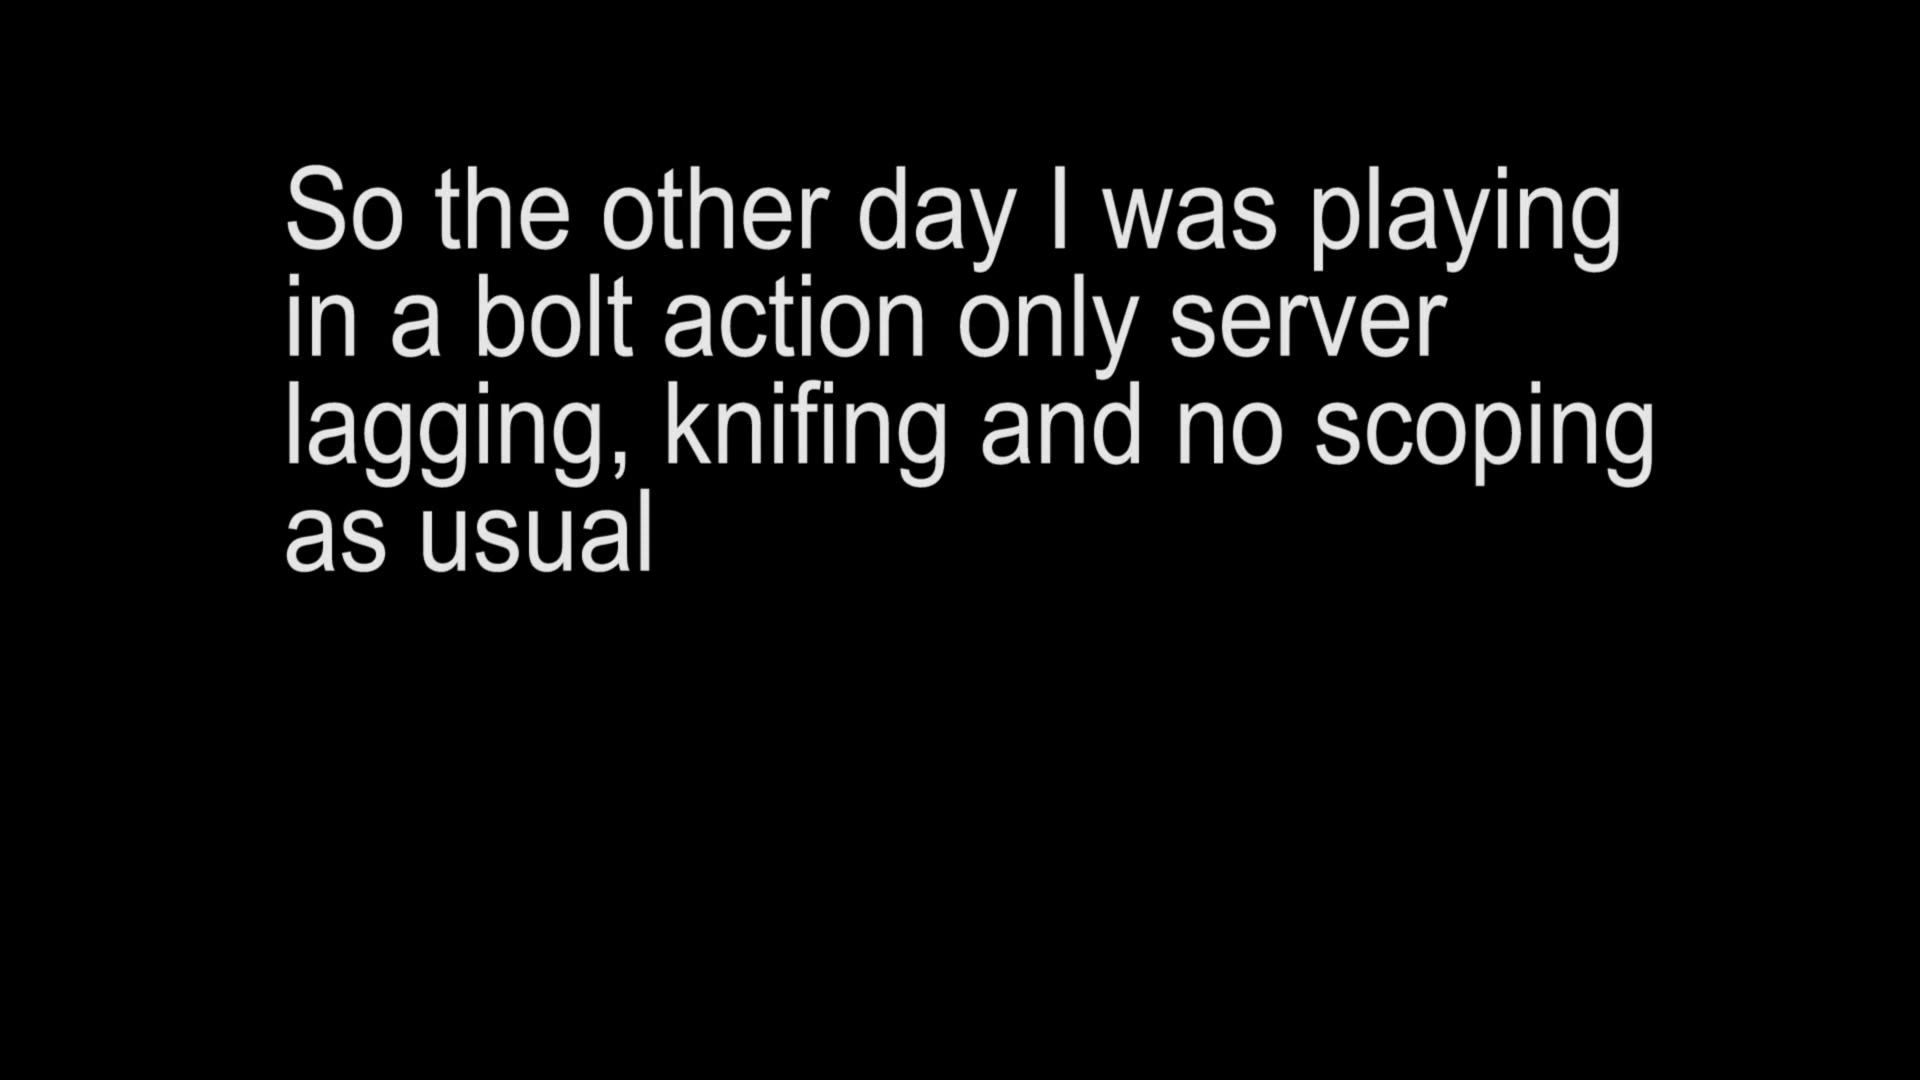 So the other day I was playing
in a bolt action only server
lagging, knifing and no scoping
as usual